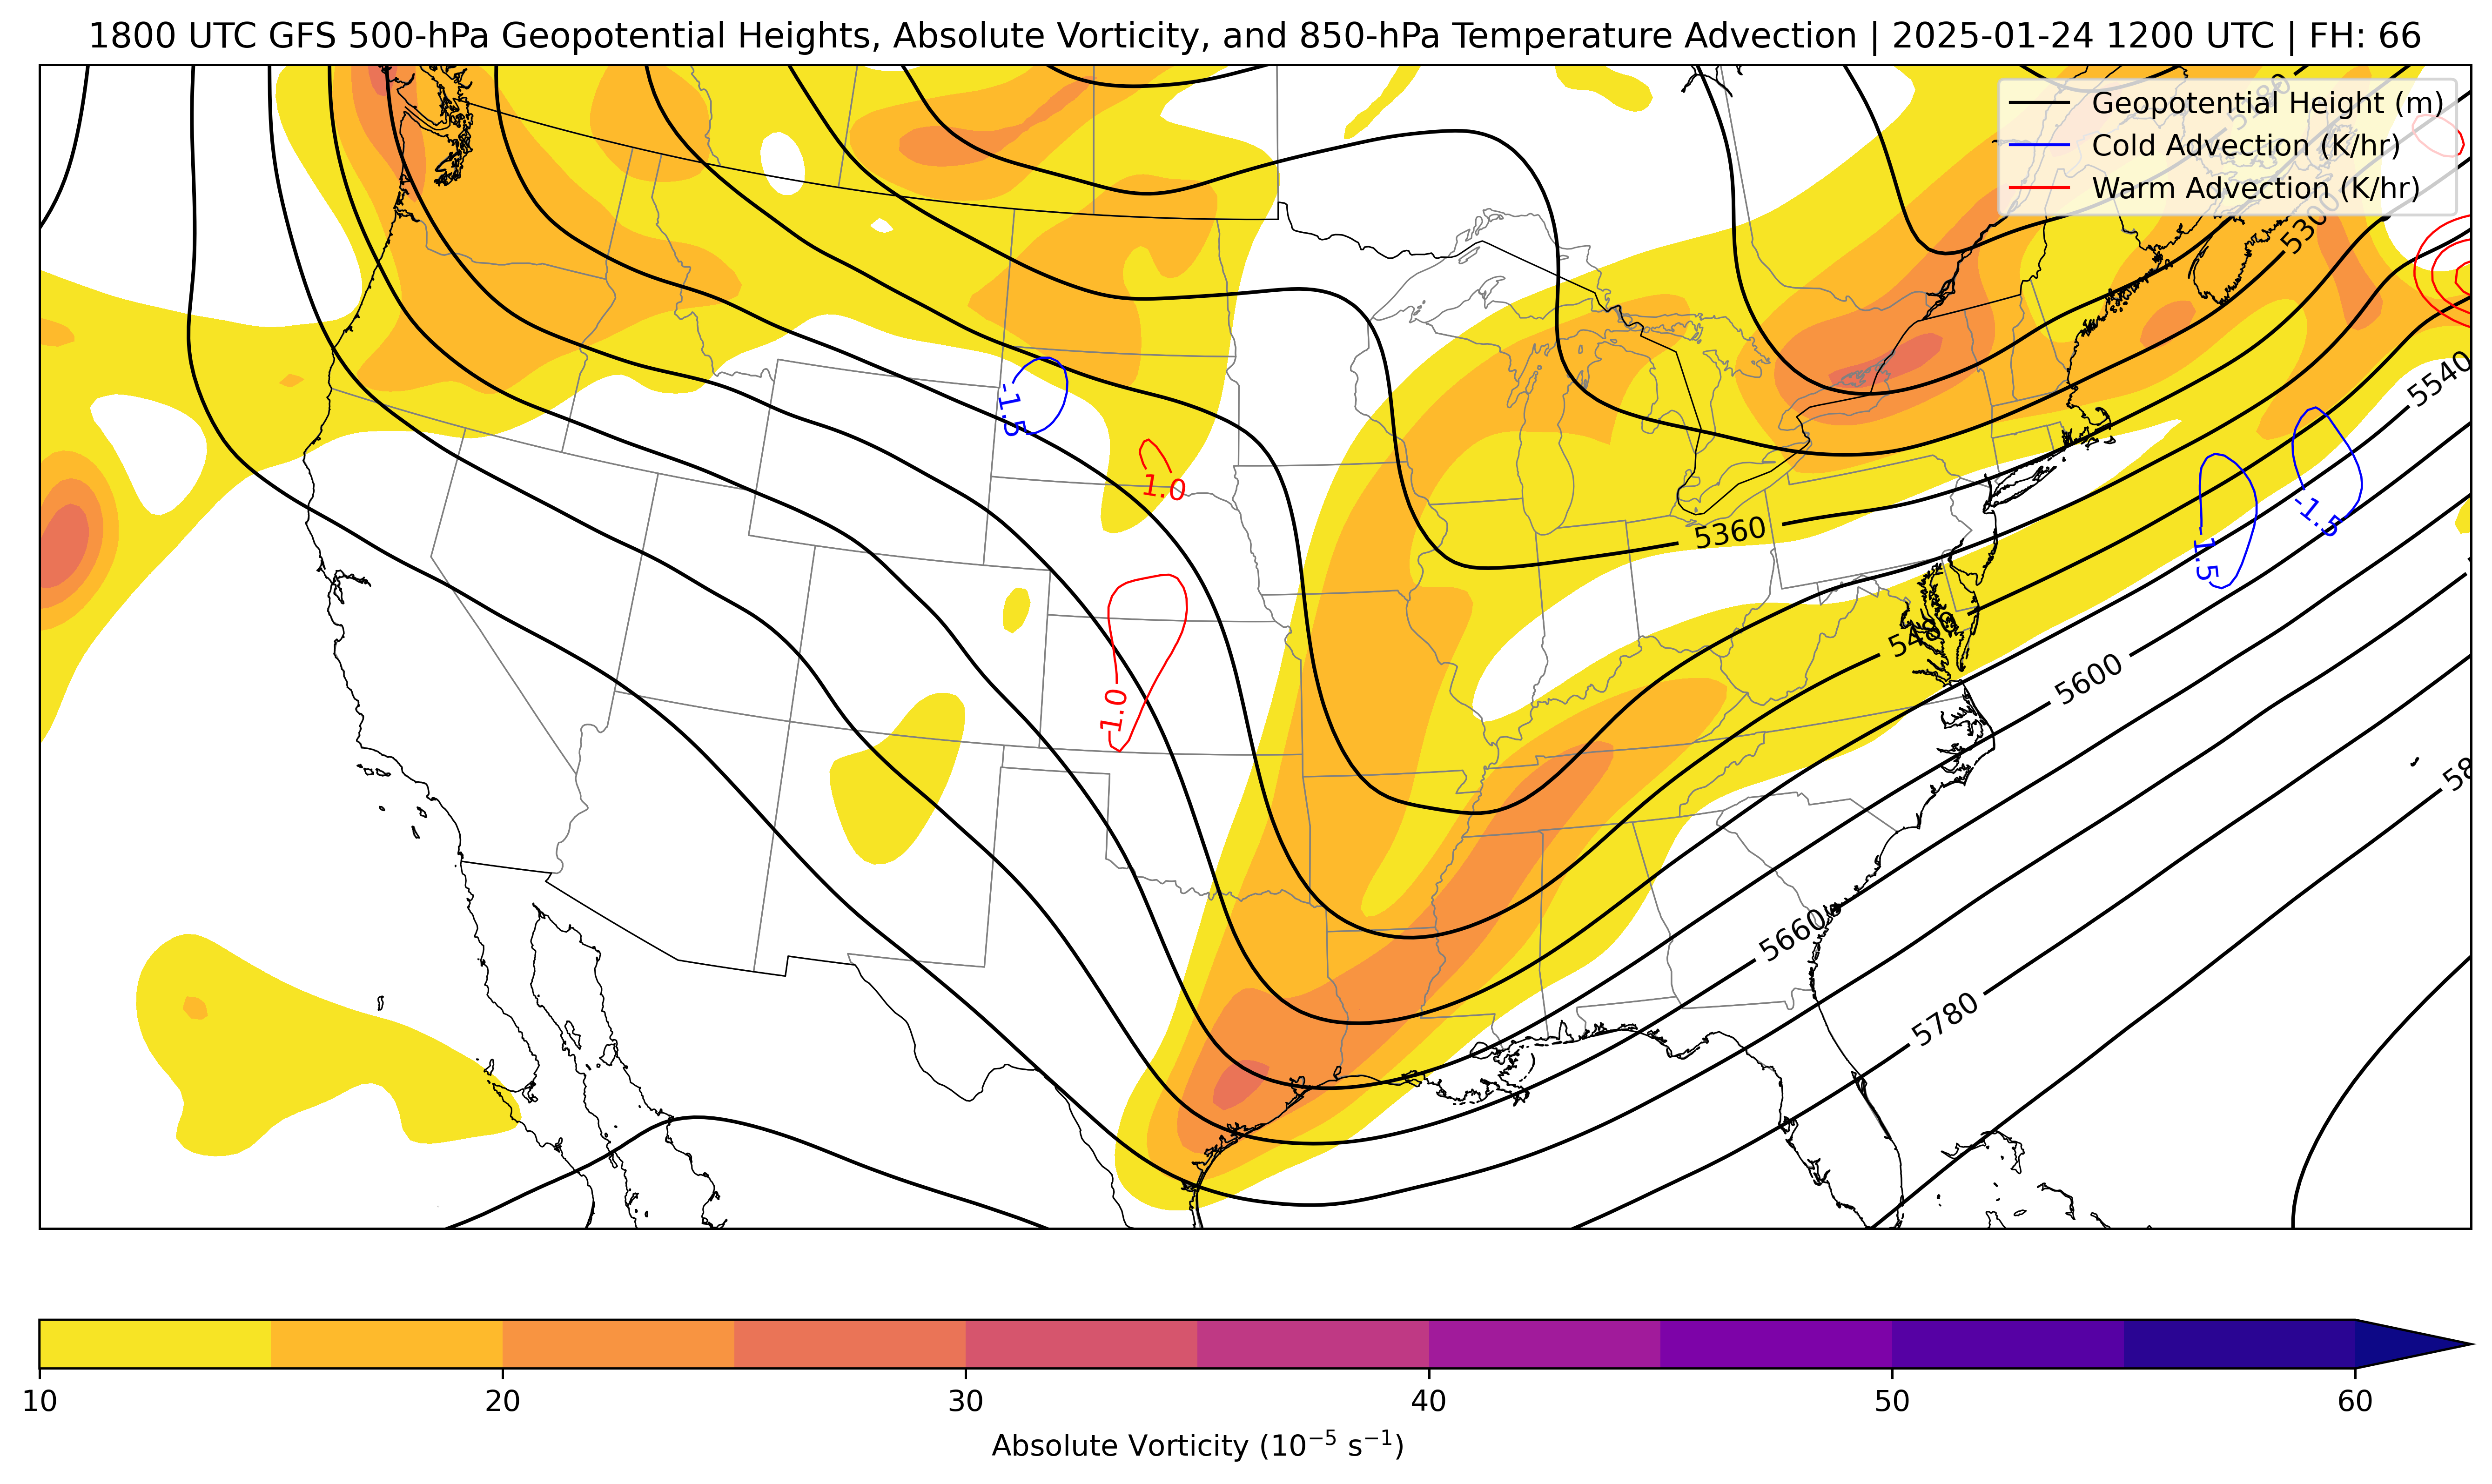 1800 UTC GFS 500-hPa Geopotential Heights, Absolute Vorticity, and 850-hPa Temperature Advection | 2025-01-24 1200 UTC | FH: 66
Geopotential Height (m)
Cold Advection (K/hr)
Warm Advection (K/hr)
5300
5540
-1.5
1.0
-1.5
-1.5
5360
5480
5600
1.0
5660
5780
10 20 30 40 50 60
Absolute Vorticity (10⁻⁵ s⁻¹)